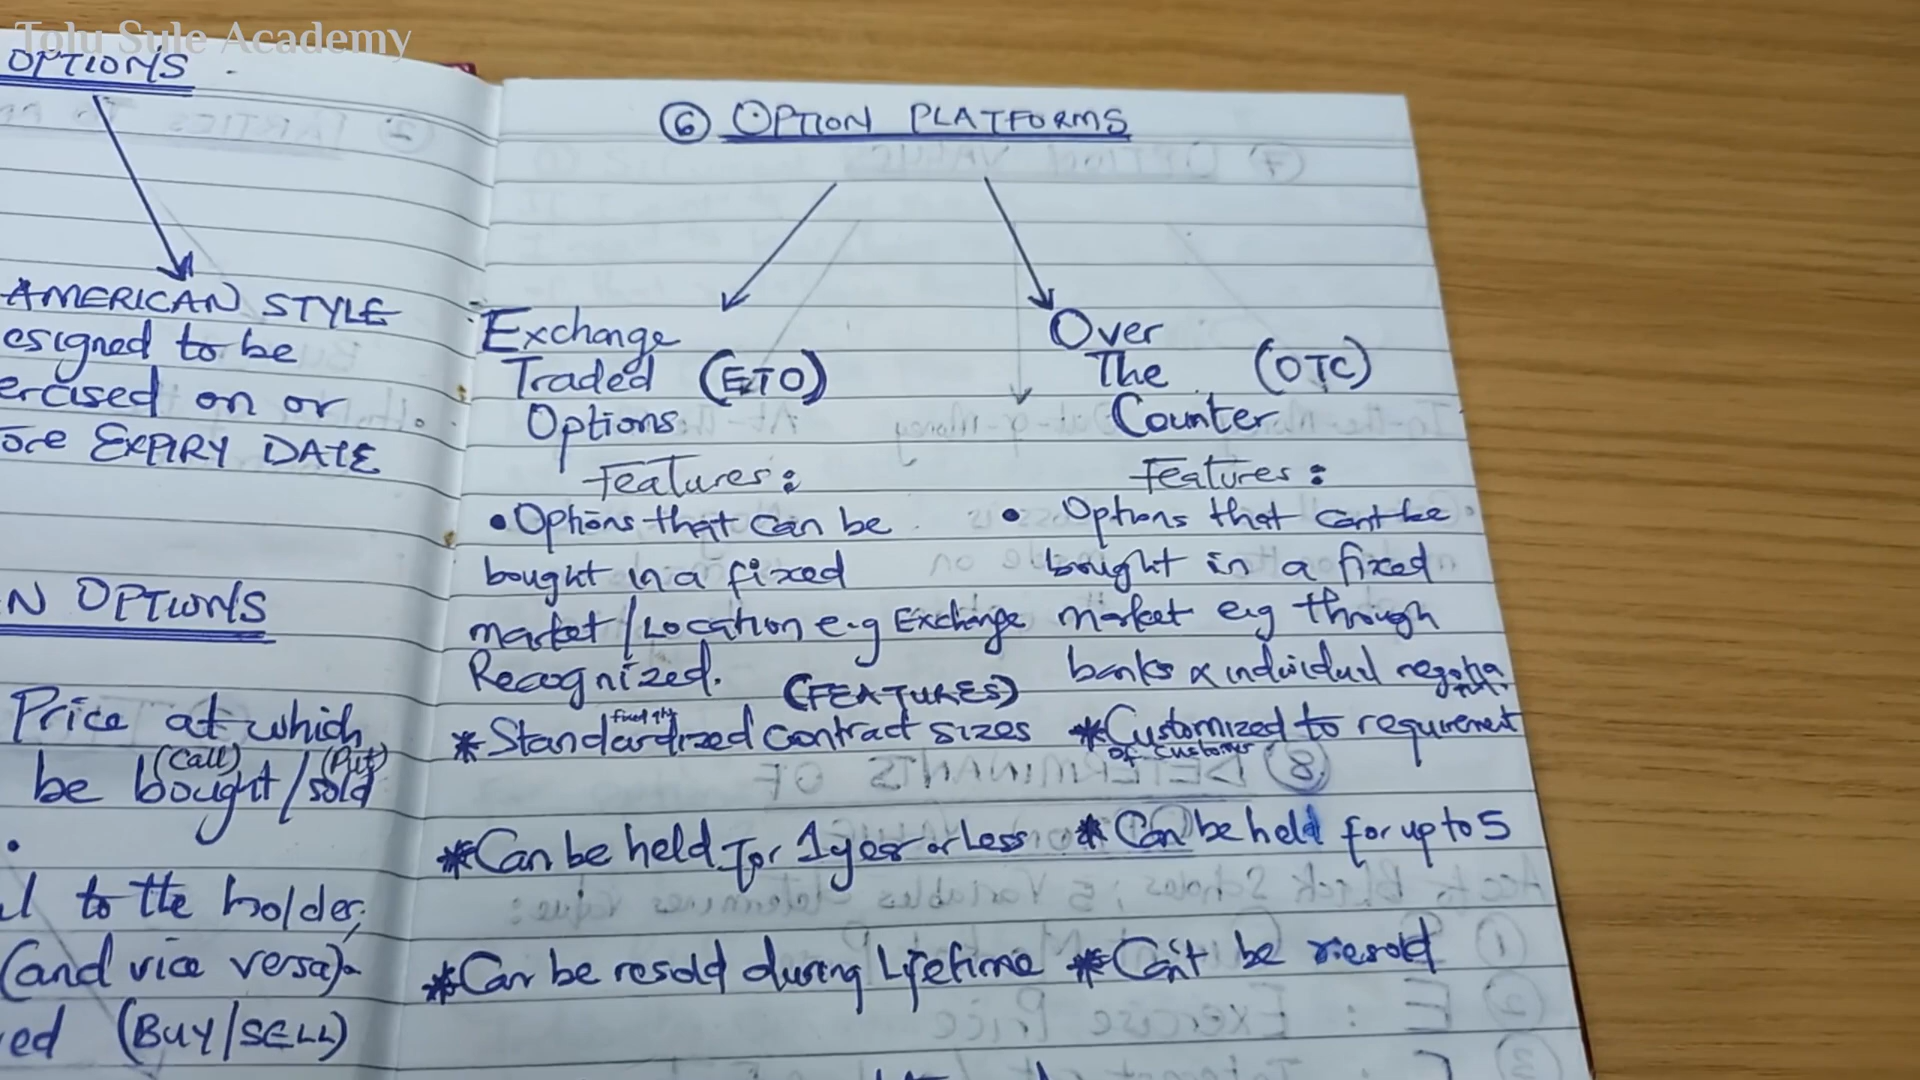 Tolu Sule Academy
OPTIONS
AMERICAN STYLE
esigned to be
ercised on or
ore EXPIRY DATE
N OPTIONS
Price at which
(Call) (Put)
be bought/sold
l to the holder;
(and vice versa)
ed (BUY/SELL)
6 OPTION PLATFORMS
Exchange
Traded (ETO)
Options
Features:
• Options that can be
bought in a fixed
market/Location e.g Exchange
Recognized.
(FEATURES)
* Standardized contract sizes
* Can be held for 1 year or Less
* Can be resold during Lifetime
Over
The (OTC)
Counter
Features:
• Options that can't be
bought in a fixed
market e.g through
banks & individual
* Customized to requirement
of customer
* Can be held for up to 5
* Can't be resold